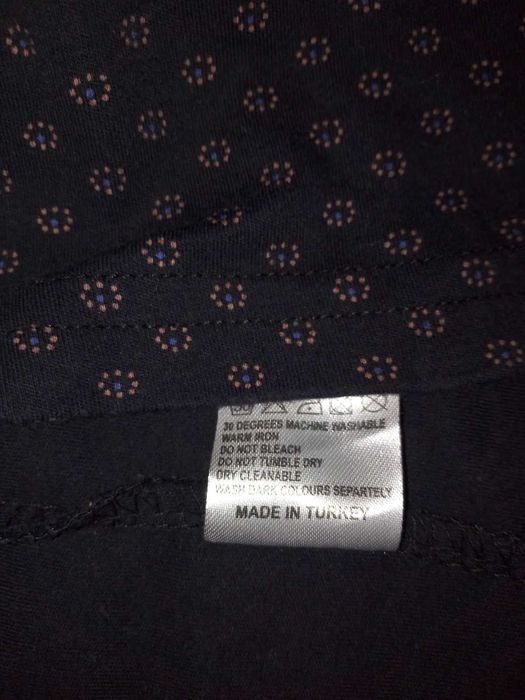 30 DEGREES MACHINE WASHABLE
WARM IRON
DO NOT BLEACH
DO NOT TUMBLE DRY
DRY CLEANABLE
WASH DARK COLOURS SEPARTELY
MADE IN TURKEY